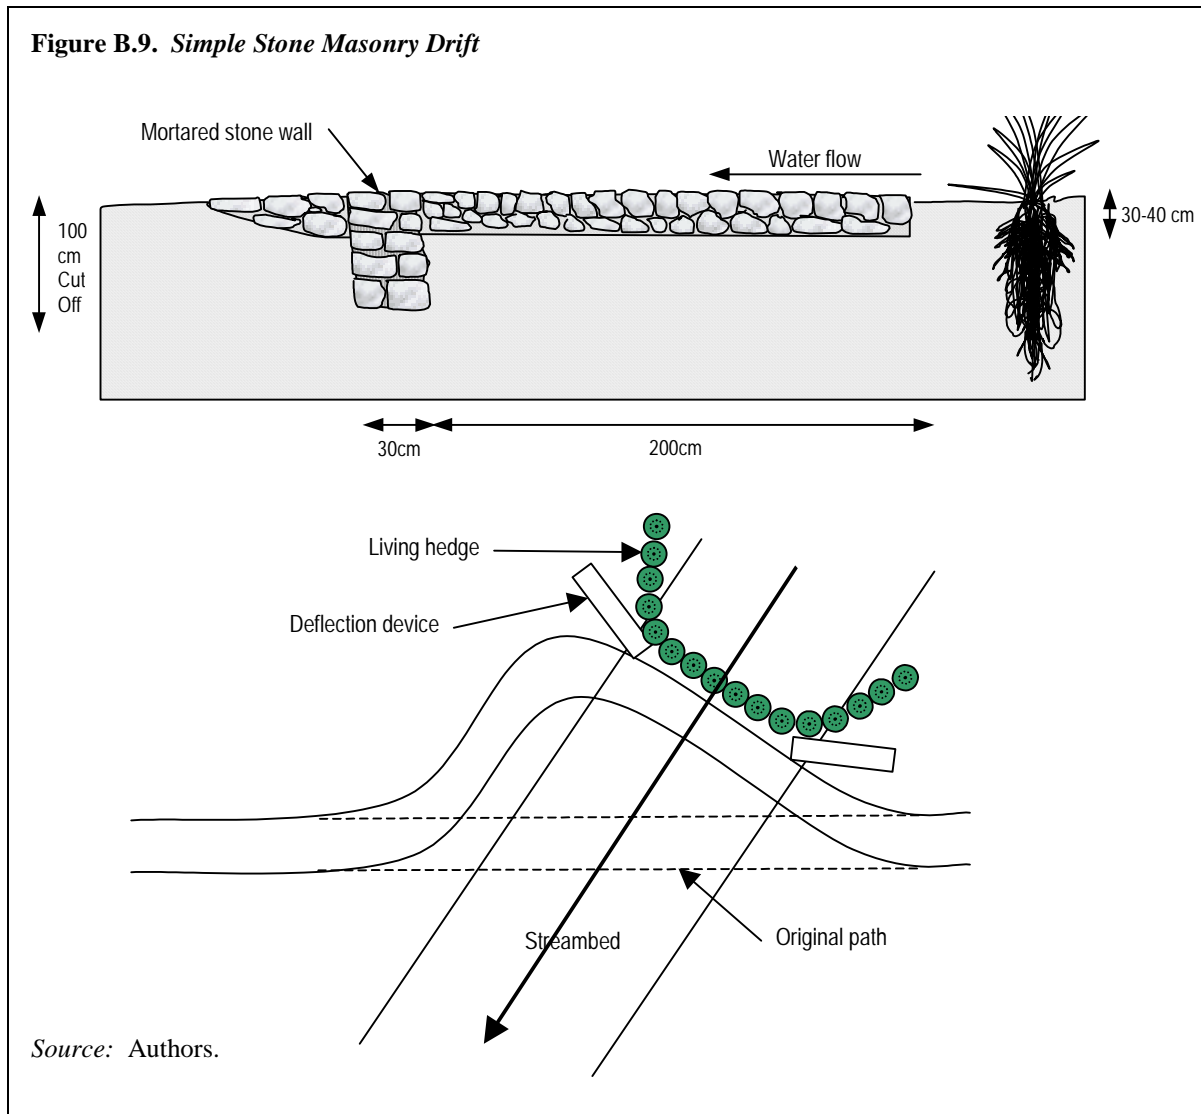 Figure B.9. Simple Stone Masonry Drift
Mortared stone wall
Water flow
100
cm
Cut
Off
30-40 cm
30cm
200cm
Living hedge
Deflection device
Streambed
Original path
Source: Authors.